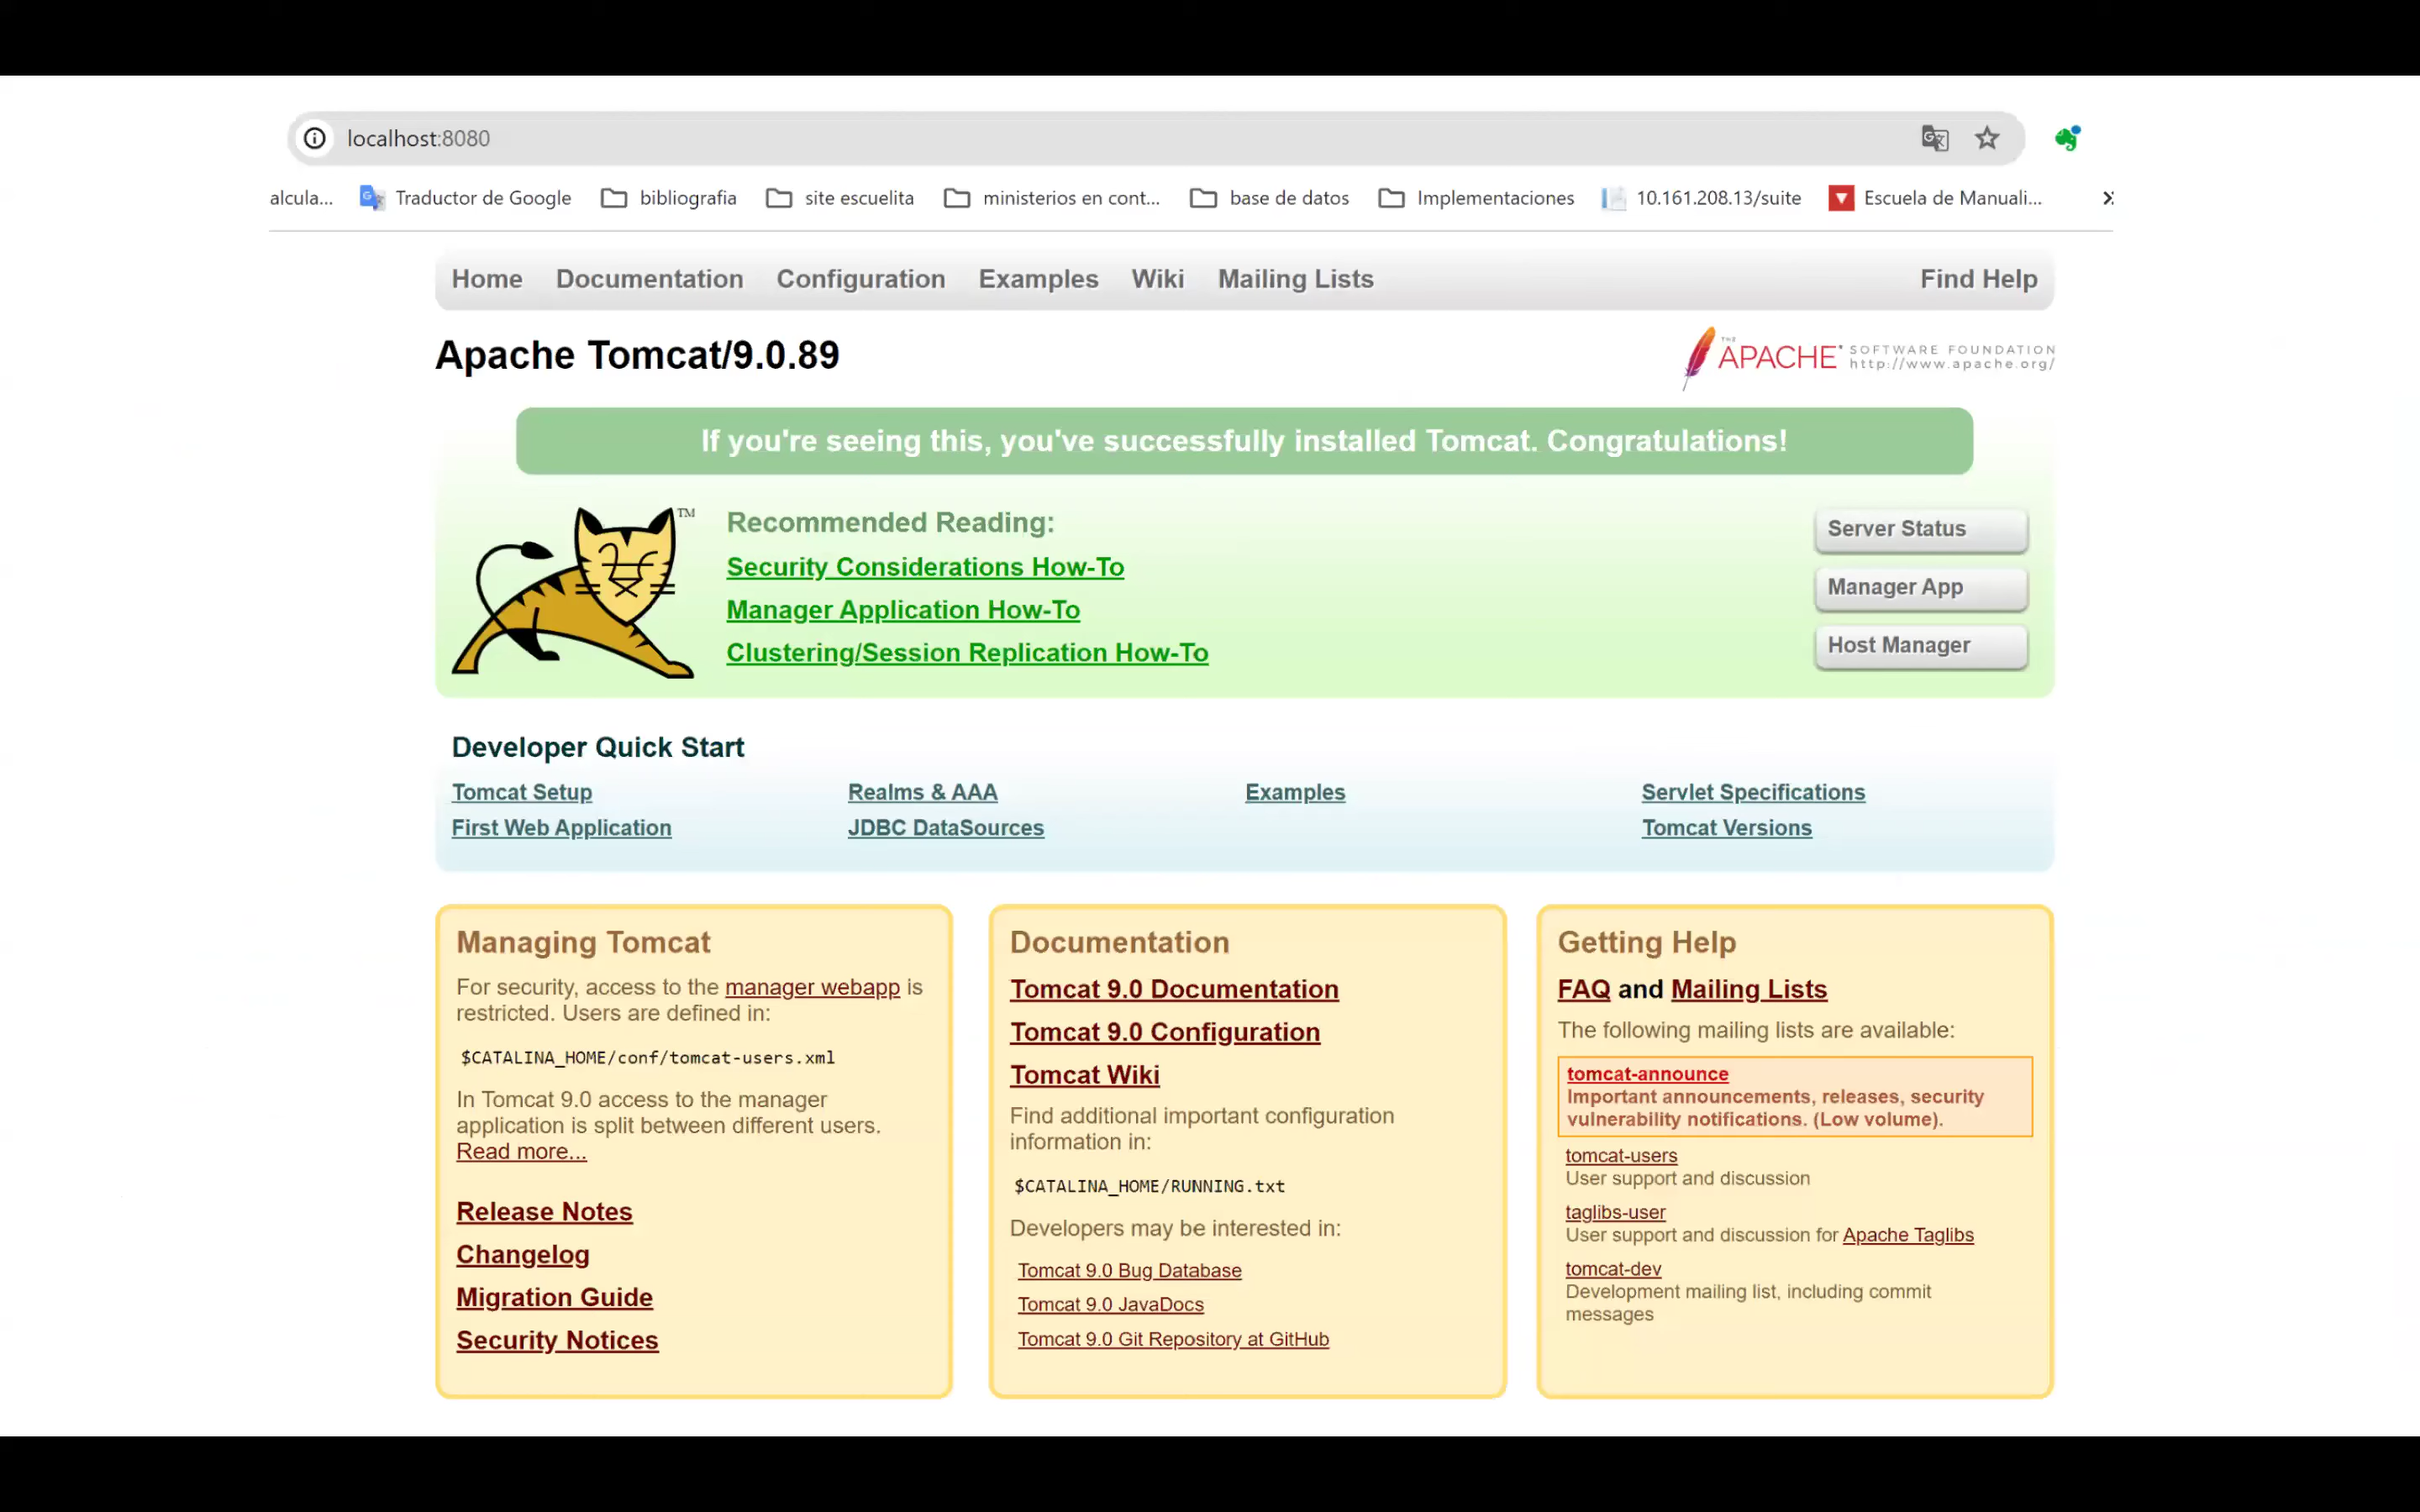 localhost:8080
alcula... Traductor de Google bibliografia site escuelita ministerios en cont... base de datos Implementaciones 10.161.208.13/suite Escuela de Manuali...
Home Documentation Configuration Examples Wiki Mailing Lists Find Help
Apache Tomcat/9.0.89
THE APACHE® SOFTWARE FOUNDATION
http://www.apache.org/
If you're seeing this, you've successfully installed Tomcat. Congratulations!
TM
Recommended Reading:
Security Considerations How-To
Manager Application How-To
Clustering/Session Replication How-To
Server Status
Manager App
Host Manager
Developer Quick Start
Tomcat Setup
First Web Application
Realms & AAA
JDBC DataSources
Examples
Servlet Specifications
Tomcat Versions
Managing Tomcat
For security, access to the manager webapp is
restricted. Users are defined in:
$CATALINA_HOME/conf/tomcat-users.xml
In Tomcat 9.0 access to the manager
application is split between different users.
Read more...
Release Notes
Changelog
Migration Guide
Security Notices
Documentation
Tomcat 9.0 Documentation
Tomcat 9.0 Configuration
Tomcat Wiki
Find additional important configuration
information in:
$CATALINA_HOME/RUNNING.txt
Developers may be interested in:
Tomcat 9.0 Bug Database
Tomcat 9.0 JavaDocs
Tomcat 9.0 Git Repository at GitHub
Getting Help
FAQ and Mailing Lists
The following mailing lists are available:
tomcat-announce
Important announcements, releases, security
vulnerability notifications. (Low volume).
tomcat-users
User support and discussion
taglibs-user
User support and discussion for Apache Taglibs
tomcat-dev
Development mailing list, including commit
messages